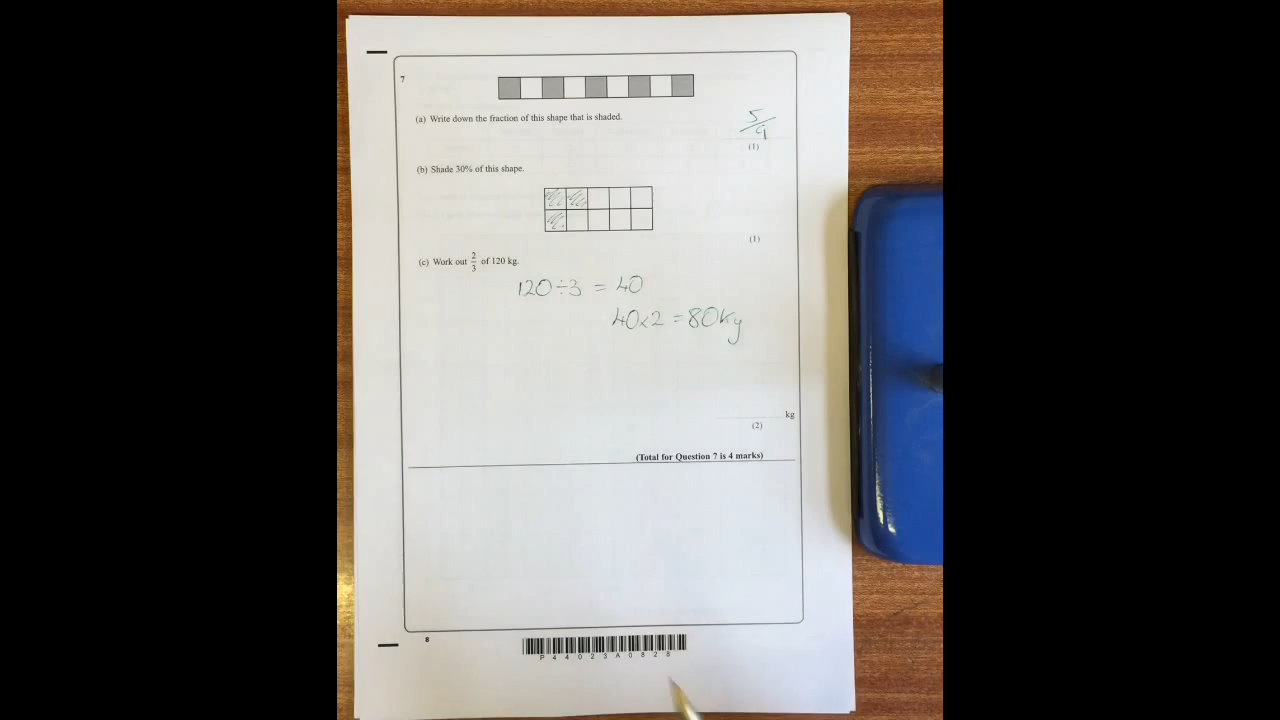 7
(a) Write down the fraction of this shape that is shaded.
5/9
(1)
(b) Shade 30% of this shape.
(1)
(c) Work out 2/3 of 120 kg.
120÷3 = 40
40×2 = 80kg
kg
(2)
(Total for Question 7 is 4 marks)
8
P44023A0828